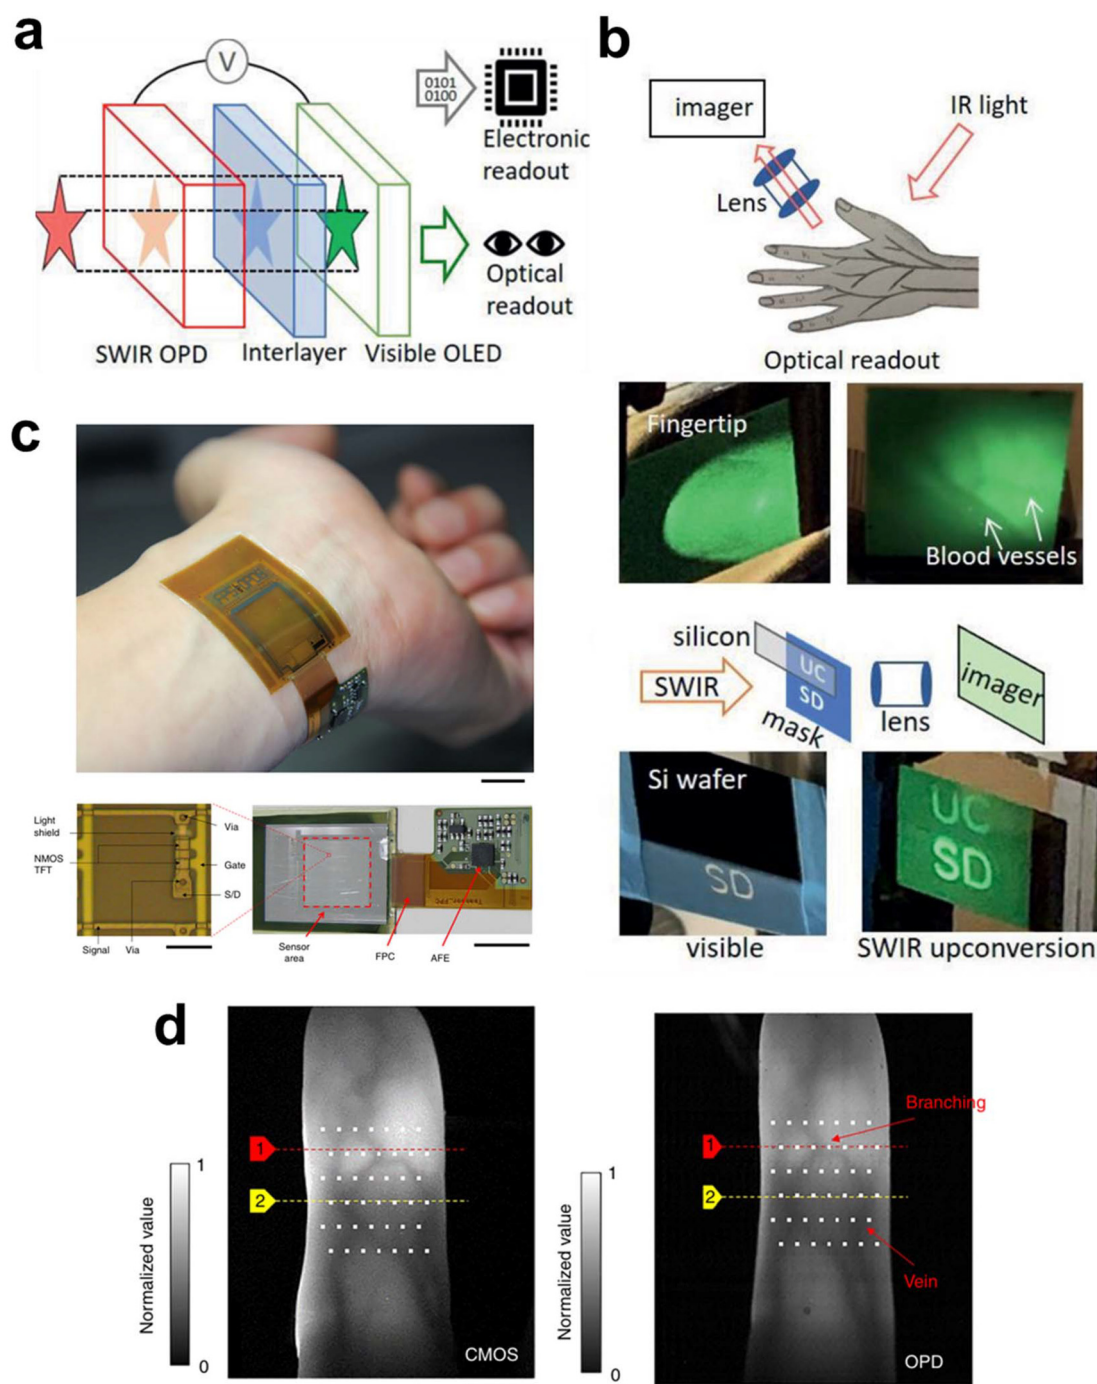 a
V
0101
0100
Electronic
readout
Optical
readout
SWIR OPD
Interlayer
Visible OLED
b
imager
IR light
Lens
Optical readout
Fingertip
Blood vessels
silicon
SWIR
UC
SD
mask
lens
imager
Si wafer
SD
UC
SD
visible
SWIR upconversion
c
Light
shield
NMOS
TFT
Via
Gate
S/D
Signal
Via
Sensor
area
FPC
AFE
d
1
2
1
0
Normalized value
CMOS
1
2
1
0
Normalized value
Branching
Vein
OPD